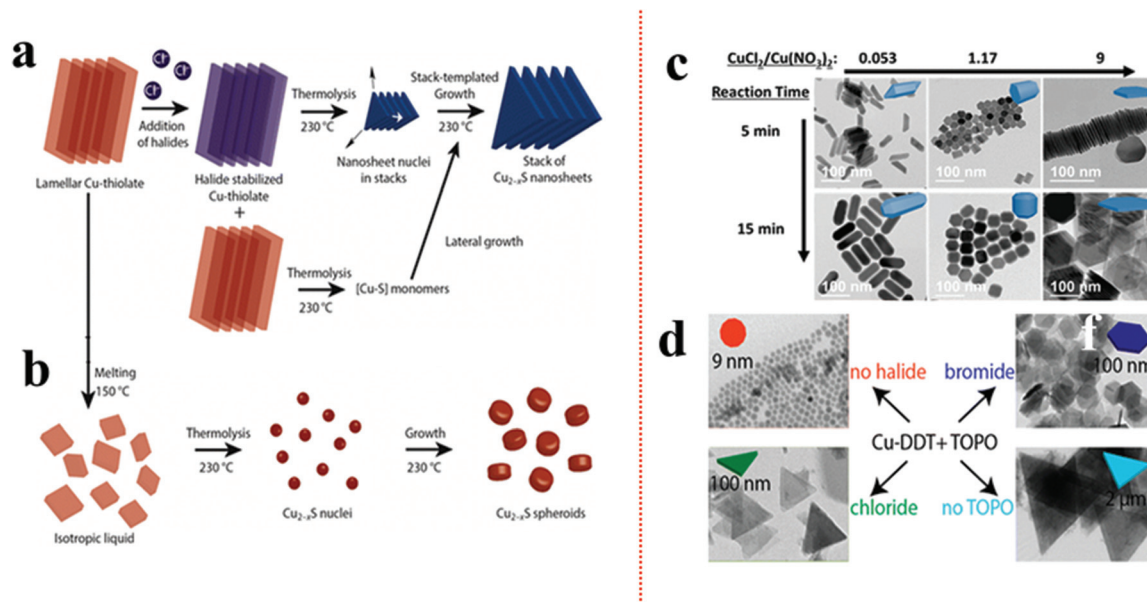 a
Cl⁻
Cl⁻
Cl⁻
Addition
of halides
Lamellar Cu-thiolate
Halide stabilized
Cu-thiolate
+
Thermolysis
230 °C
Nanosheet nuclei
in stacks
Stack-templated
Growth
230 °C
Stack of
Cu₂₋ₓS nanosheets
Lateral growth
Thermolysis
230 °C
[Cu-S] monomers
b
Melting
150 °C
Isotropic liquid
Thermolysis
230 °C
Cu₂₋ₓS nuclei
Growth
230 °C
Cu₂₋ₓS spheroids
c
CuCl₂/Cu(NO₃)₂: 0.053 1.17 9
Reaction Time
5 min
100 nm 100 nm 100 nm
15 min
100 nm 100 nm 100 nm
d
9 nm
f
100 nm
no halide bromide
Cu-DDT+ TOPO
chloride no TOPO
100 nm
2 μm